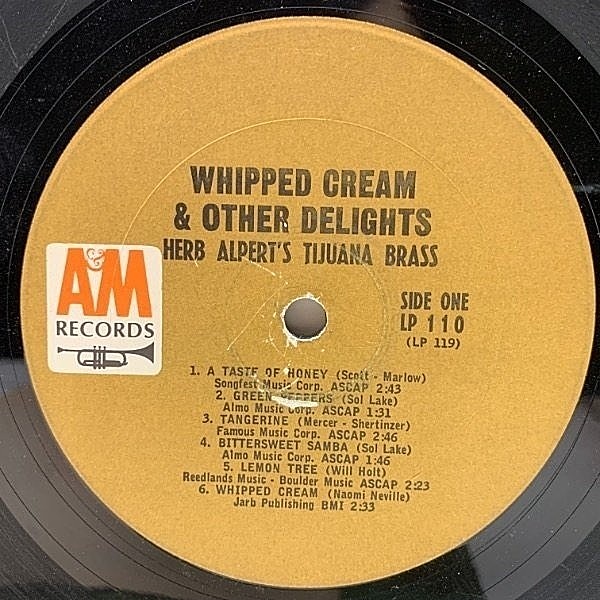 WHIPPED CREAM
& OTHER DELIGHTS
HERB ALPERT'S TIJUANA BRASS
A&M
RECORDS
SIDE ONE
LP 110
(LP 119)
1. A TASTE OF HONEY (Scott - Marlow)
Songfest Music Corp. ASCAP 2:43
2. GREEN PEPPERS (Sol Lake)
Almo Music Corp. ASCAP 1:31
3. TANGERINE (Mercer - Shertinzer)
Famous Music Corp. ASCAP 2:46
4. BITTERSWEET SAMBA (Sol Lake)
Almo Music Corp. ASCAP 1:46
5. LEMON TREE (Will Holt)
Reedlands Music - Boulder Music ASCAP 2:23
6. WHIPPED CREAM (Naomi Neville)
Jarb Publishing BMI 2:33